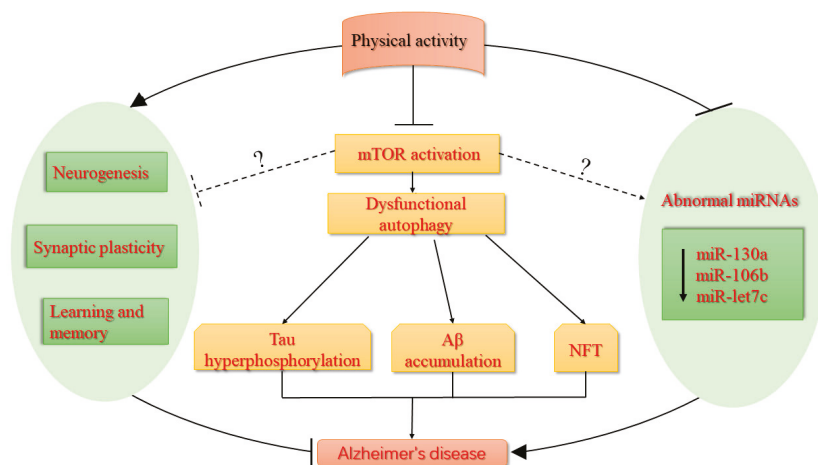 Physical activity
?
mTOR activation
?
Neurogenesis
Abnormal miRNAs
Dysfunctional
autophagy
Synaptic plasticity
miR-130a
miR-106b
miR-let7c
Learning and
memory
Tau
hyperphosphorylation
Aβ
accumulation
NFT
Alzheimer's disease